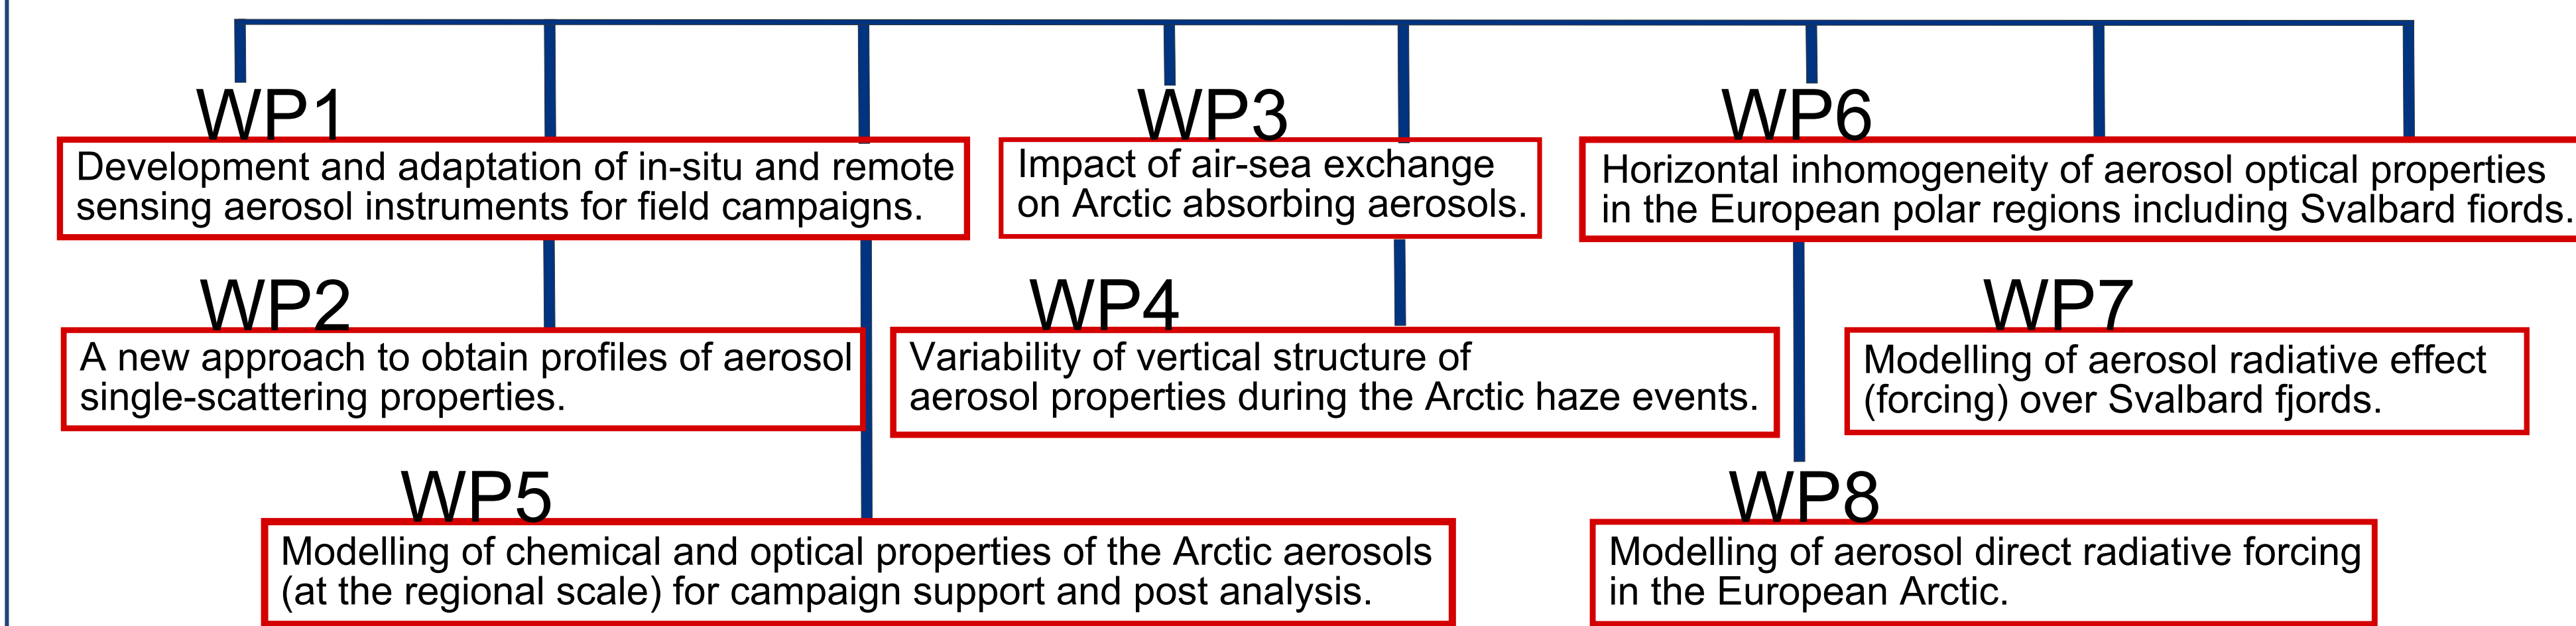 WP1
Development and adaptation of in-situ and remote
sensing aerosol instruments for field campaigns.
WP3
Impact of air-sea exchange
on Arctic absorbing aerosols.
WP6
Horizontal inhomogeneity of aerosol optical properties
in the European polar regions including Svalbard fiords.
WP2
A new approach to obtain profiles of aerosol
single-scattering properties.
WP4
Variability of vertical structure of
aerosol properties during the Arctic haze events.
WP7
Modelling of aerosol radiative effect
(forcing) over Svalbard fjords.
WP5
Modelling of chemical and optical properties of the Arctic aerosols
(at the regional scale) for campaign support and post analysis.
WP8
Modelling of aerosol direct radiative forcing
in the European Arctic.